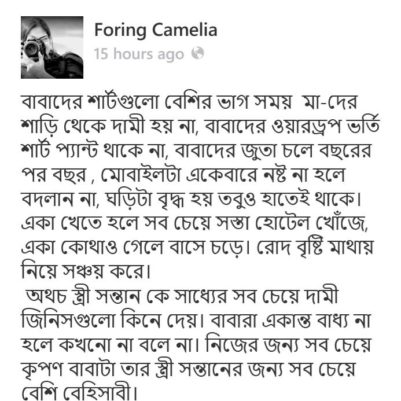 Foring Camelia
15 hours ago
বাবাদের শার্টগুলো বেশির ভাগ সময় মা-দের
শাড়ি থেকে দামী হয় না, বাবাদের ওয়ারড্রপ ভর্তি
শার্ট প্যান্ট থাকে না, বাবাদের জুতা চলে বছরের
পর বছর , মোবাইলটা একেবারে নষ্ট না হলে
বদলান না, ঘড়িটা বৃদ্ধ হয় তবুও হাতেই থাকে।
একা খেতে হলে সব চেয়ে সস্তা হোটেল খোঁজে,
একা কোথাও গেলে বাসে চড়ে। রোদ বৃষ্টি মাথায়
নিয়ে সঞ্চয় করে।
অথচ স্ত্রী সন্তান কে সাধ্যের সব চেয়ে দামী
জিনিসগুলো কিনে দেয়। বাবারা একান্ত বাধ্য না
হলে কখনো না বলে না। নিজের জন্য সব চেয়ে
কৃপণ বাবাটা তার স্ত্রী সন্তানের জন্য সব চেয়ে
বেশি বেহিসাবী।